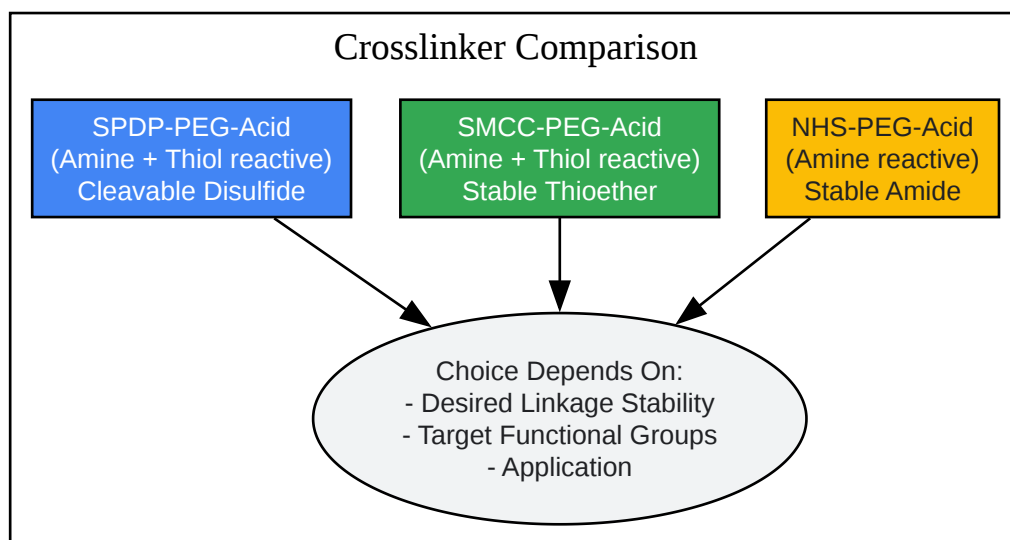 Crosslinker Comparison
SPDP-PEG-Acid
(Amine + Thiol reactive)
Cleavable Disulfide
SMCC-PEG-Acid
(Amine + Thiol reactive)
Stable Thioether
NHS-PEG-Acid
(Amine reactive)
Stable Amide
Choice Depends On:
- Desired Linkage Stability
- Target Functional Groups
- Application